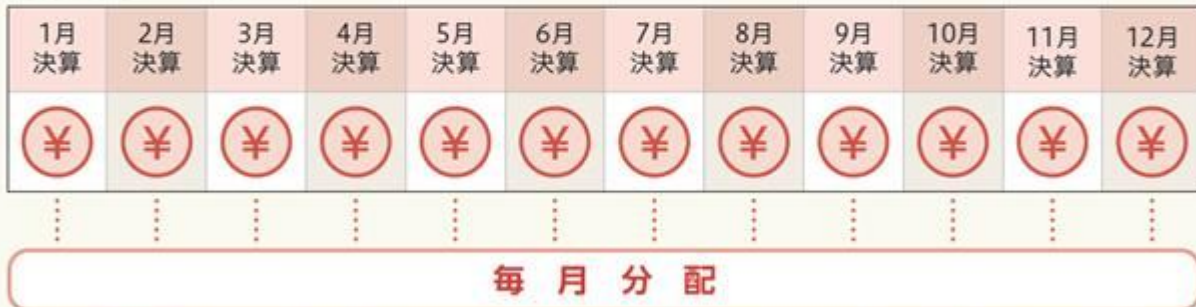 1月 2月 3月 4月 5月 6月 7月 8月 9月 10月 11月 12月
決算 決算 決算 決算 決算 決算 決算 決算 決算 決算 決算 決算
¥ ¥ ¥ ¥ ¥ ¥ ¥ ¥ ¥ ¥ ¥ ¥
毎月分配